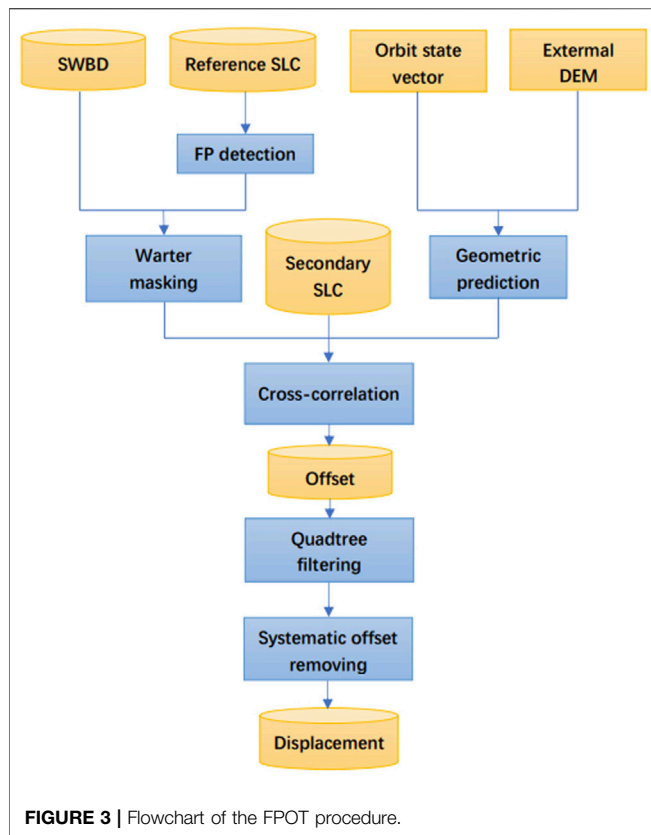 SWBD
Reference SLC
Orbit state
vector
Extermal
DEM
FP detection
Warter
masking
Secondary
SLC
Geometric
prediction
Cross-correlation
Offset
Quadtree
filtering
Systematic offset
removing
Displacement
FIGURE 3 | Flowchart of the FPOT procedure.